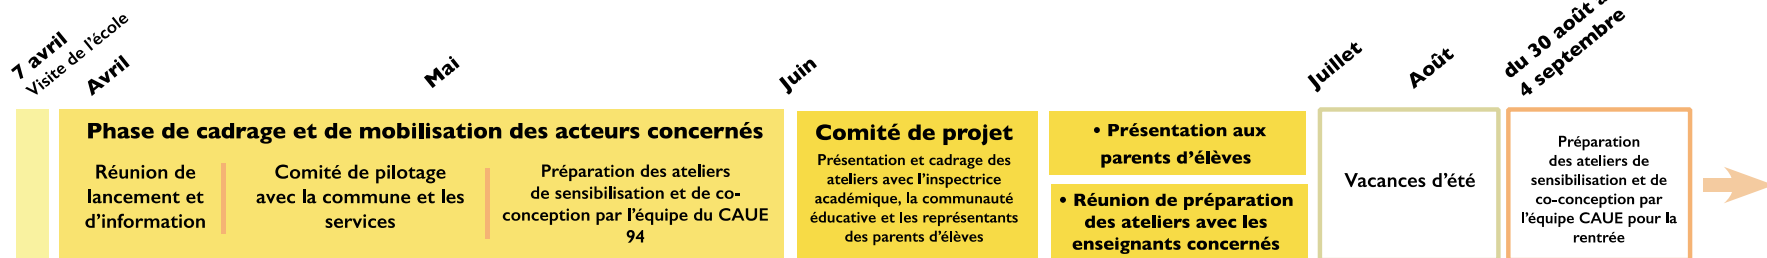 7 avril
Visite de l'école
Avril
Mai
Juin
Juillet
Août
du 30 août
4 septembre
Phase de cadrage et de mobilisation des acteurs concernés
Réunion de
lancement et
d'information
Comité de pilotage
avec la commune et les
services
Préparation des ateliers
de sensibilisation et de co-
conception par l'équipe du CAUE
94
Comité de projet
Présentation et cadrage des
ateliers avec l'inspectrice
académique, la communauté
éducative et les représentants
des parents d'élèves
• Présentation aux
parents d'élèves
• Réunion de préparation
des ateliers avec les
enseignants concernés
Vacances d'été
Préparation
des ateliers de
sensibilisation et de
co-conception par
l'équipe CAUE pour la
rentrée